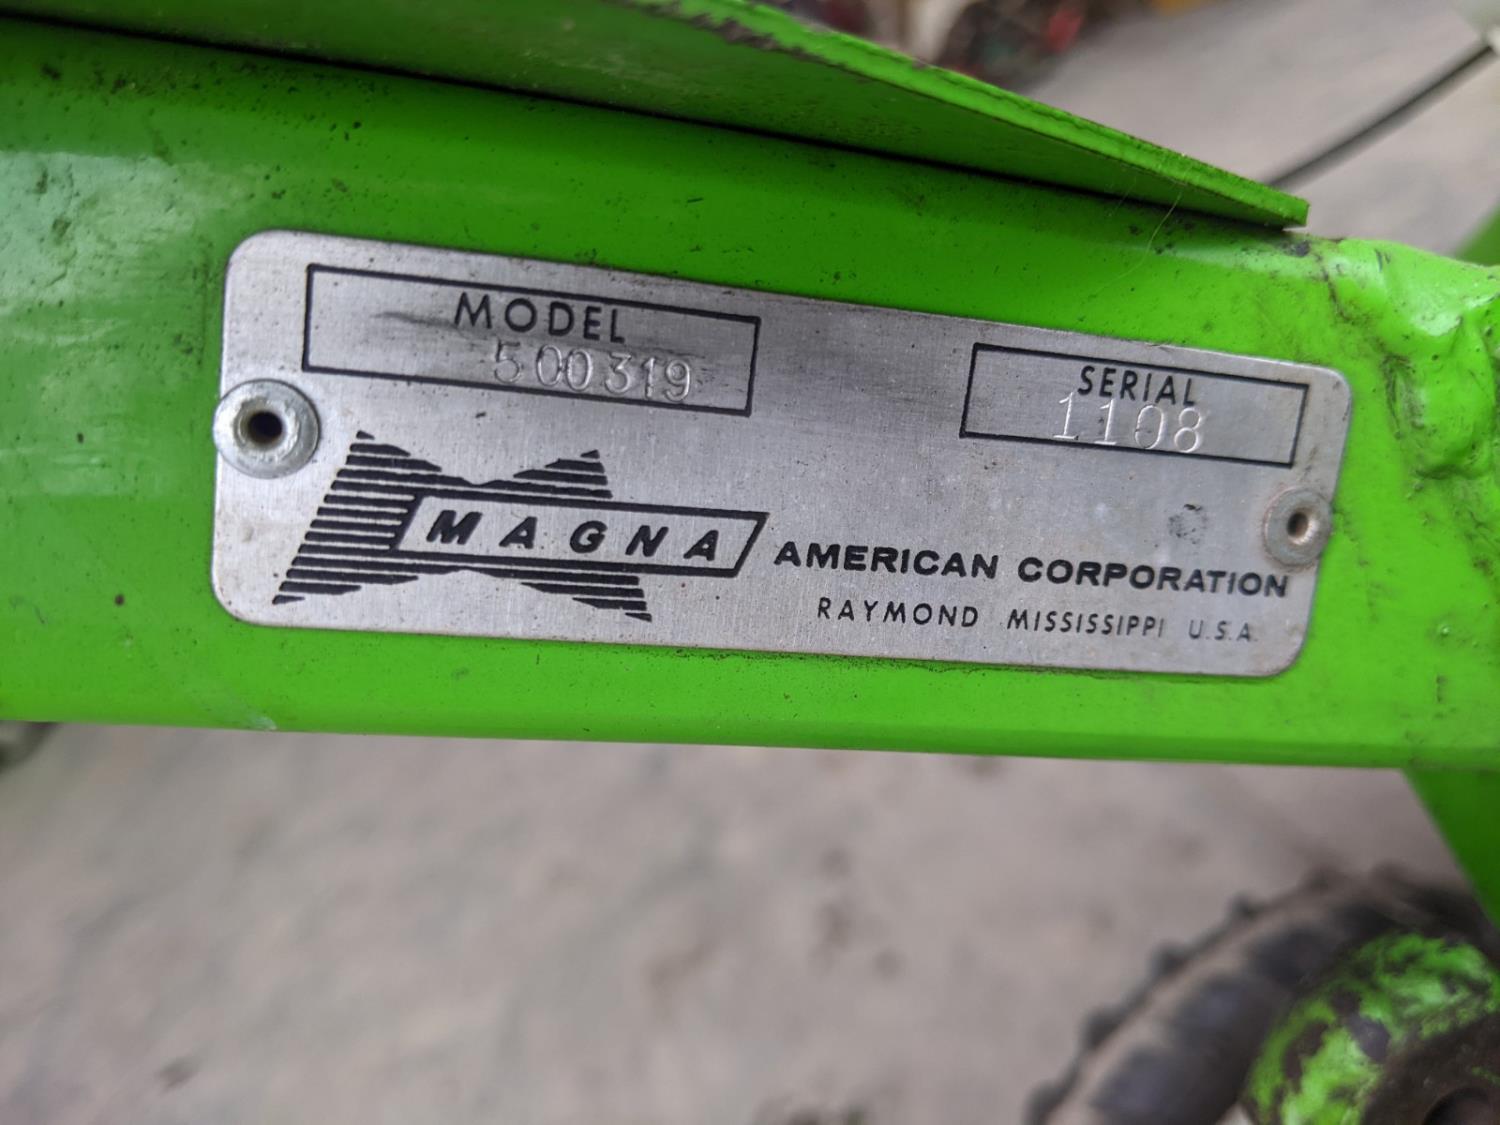 MODEL
500319
SERIAL
1108
MAGNA
AMERICAN CORPORATION
RAYMOND MISSISSIPPI U.S.A.